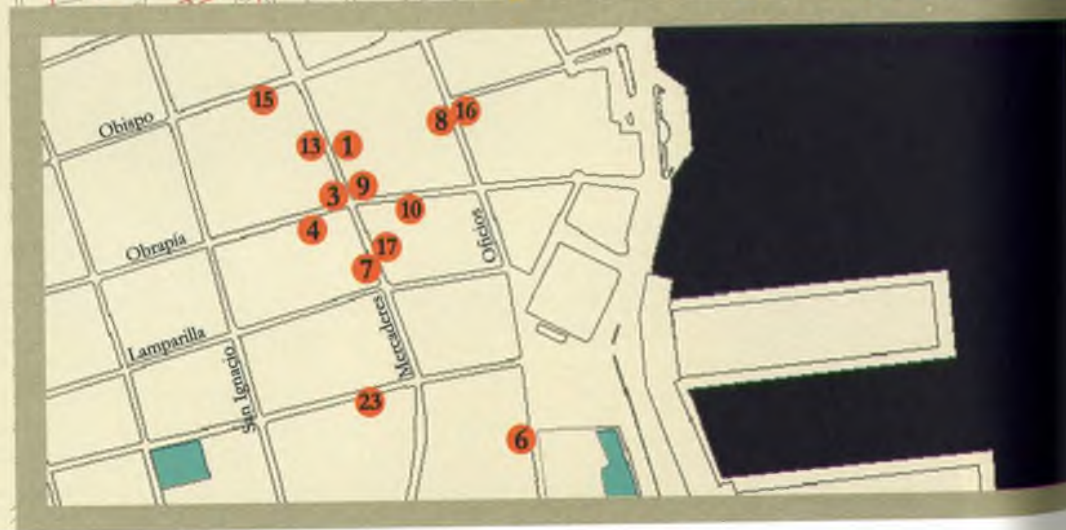 15
8
16
Obispo
13
1
3
9
10
4
Obrapía
17
7
Oficios
Lamparilla
Mercaderes
San Ignacio
23
6